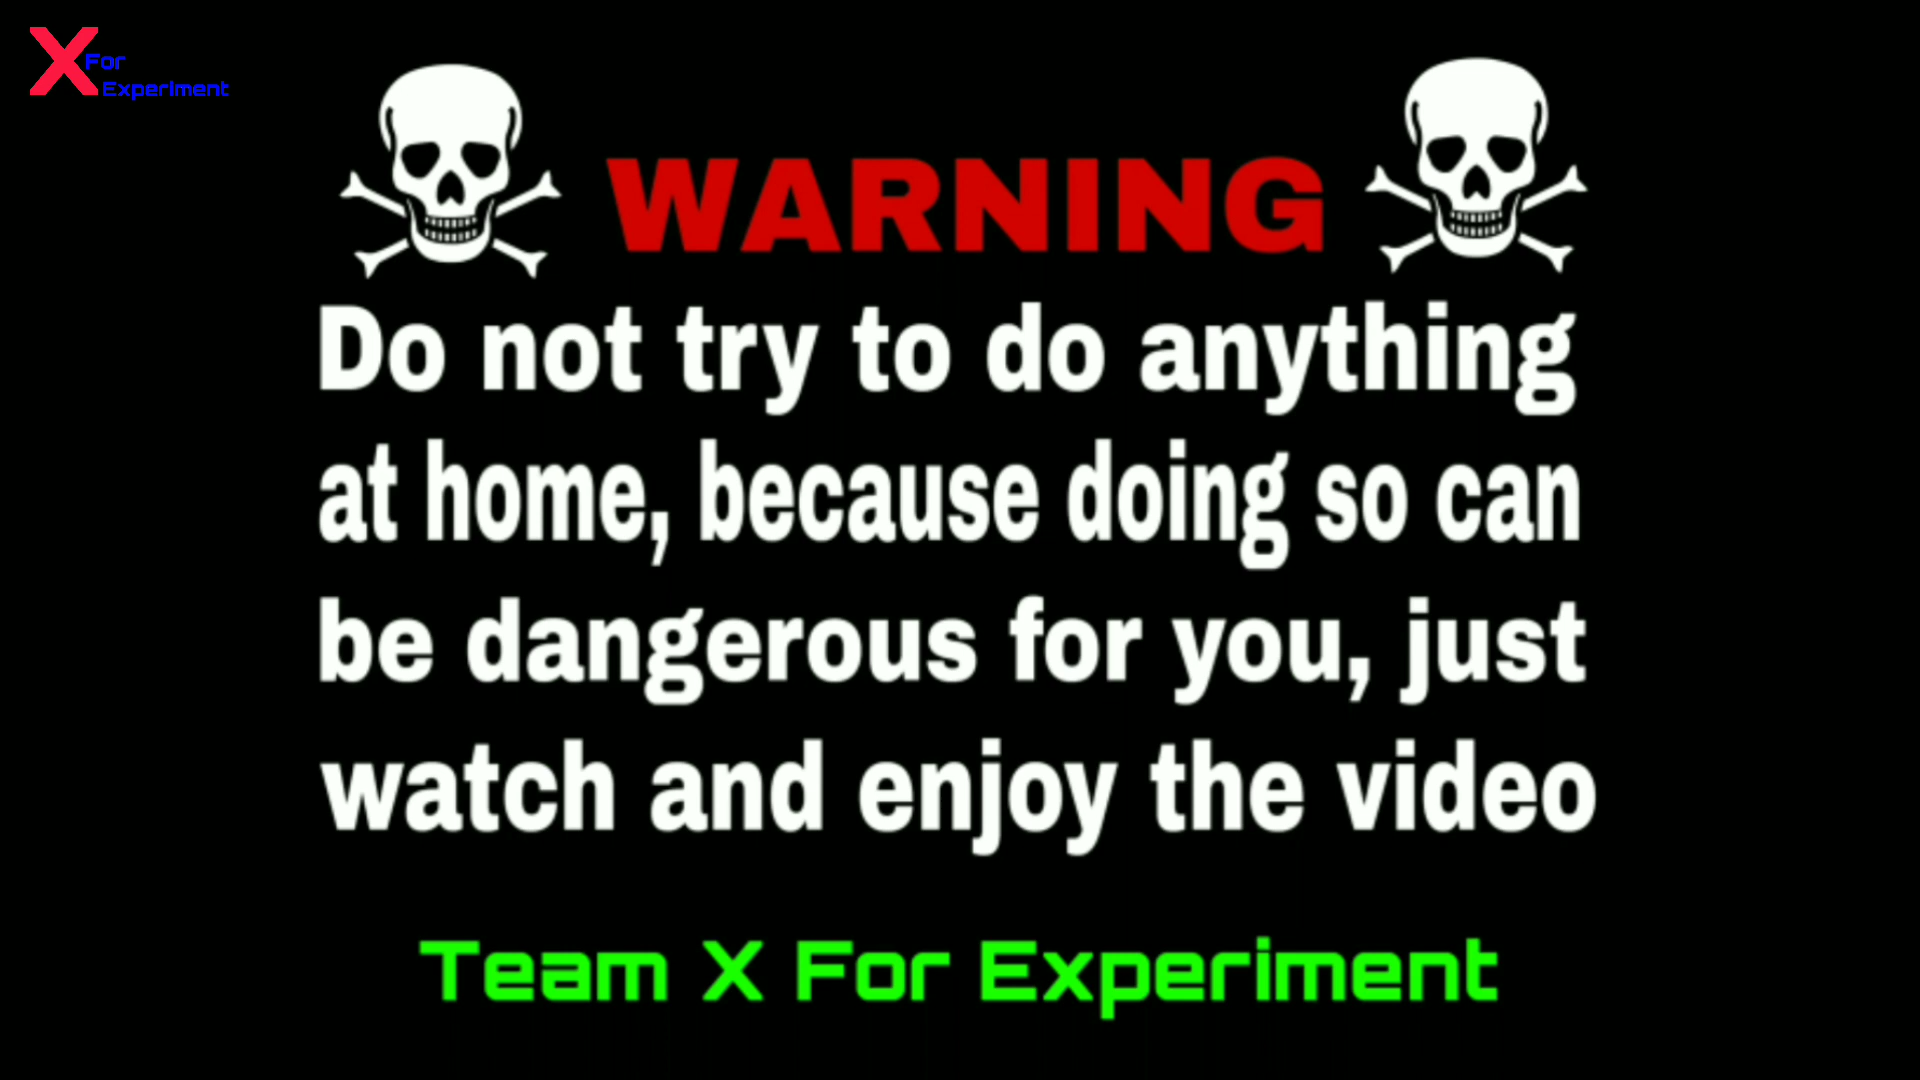 X For
Experiment
WARNING
Do not try to do anything
at home, because doing so can
be dangerous for you, just
watch and enjoy the video
Team X For Experiment